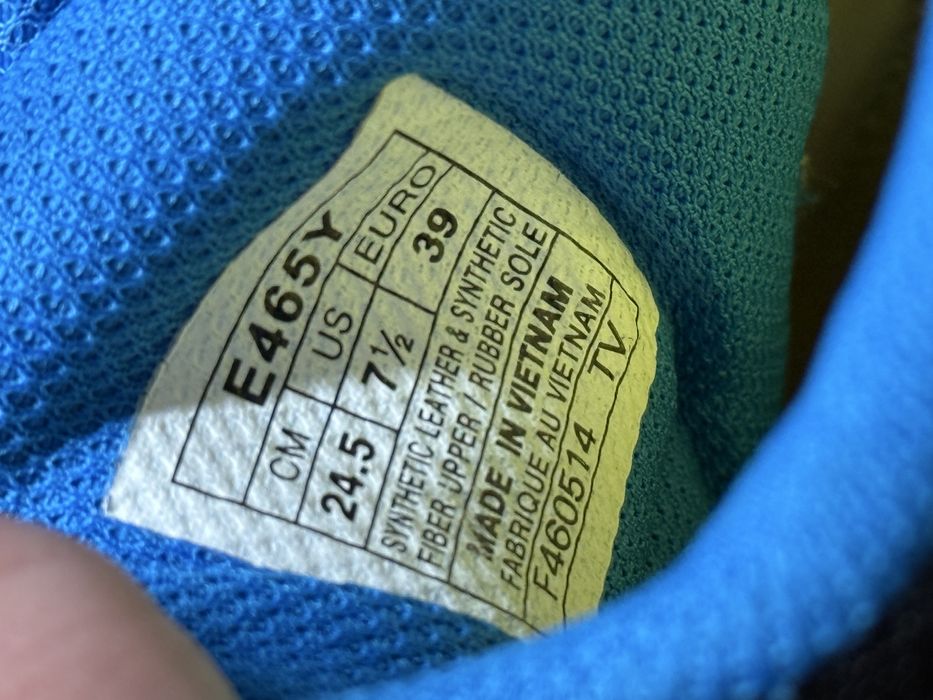 E465Y
CM US EURO
24.5 7½ 39
SYNTHETIC LEATHER & SYNTHETIC
FIBER UPPER / RUBBER SOLE
MADE IN VIETNAM
FABRIQUE AU VIETNAM
F460514 TV